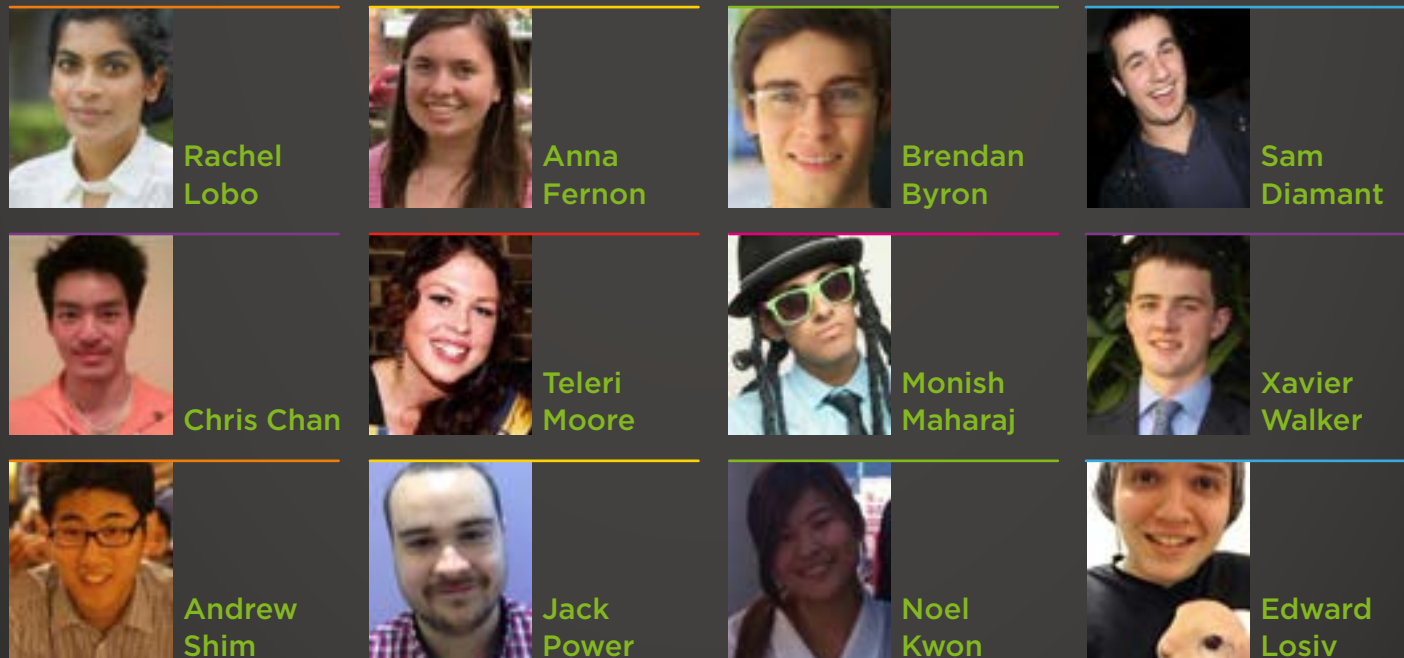 Rachel
Lobo
Anna
Fernon
Brendan
Byron
Sam
Diamant
Chris Chan
Teleri
Moore
Monish
Maharaj
Xavier
Walker
Andrew
Shim
Jack
Power
Noel
Kwon
Edward
Losiv